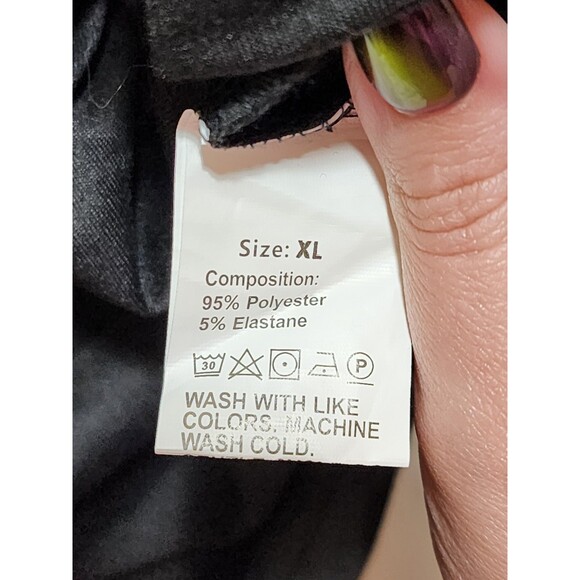 Size: XL
Composition:
95% Polyester
5% Elastane
30 P
WASH WITH LIKE
COLORS. MACHINE
WASH COLD.